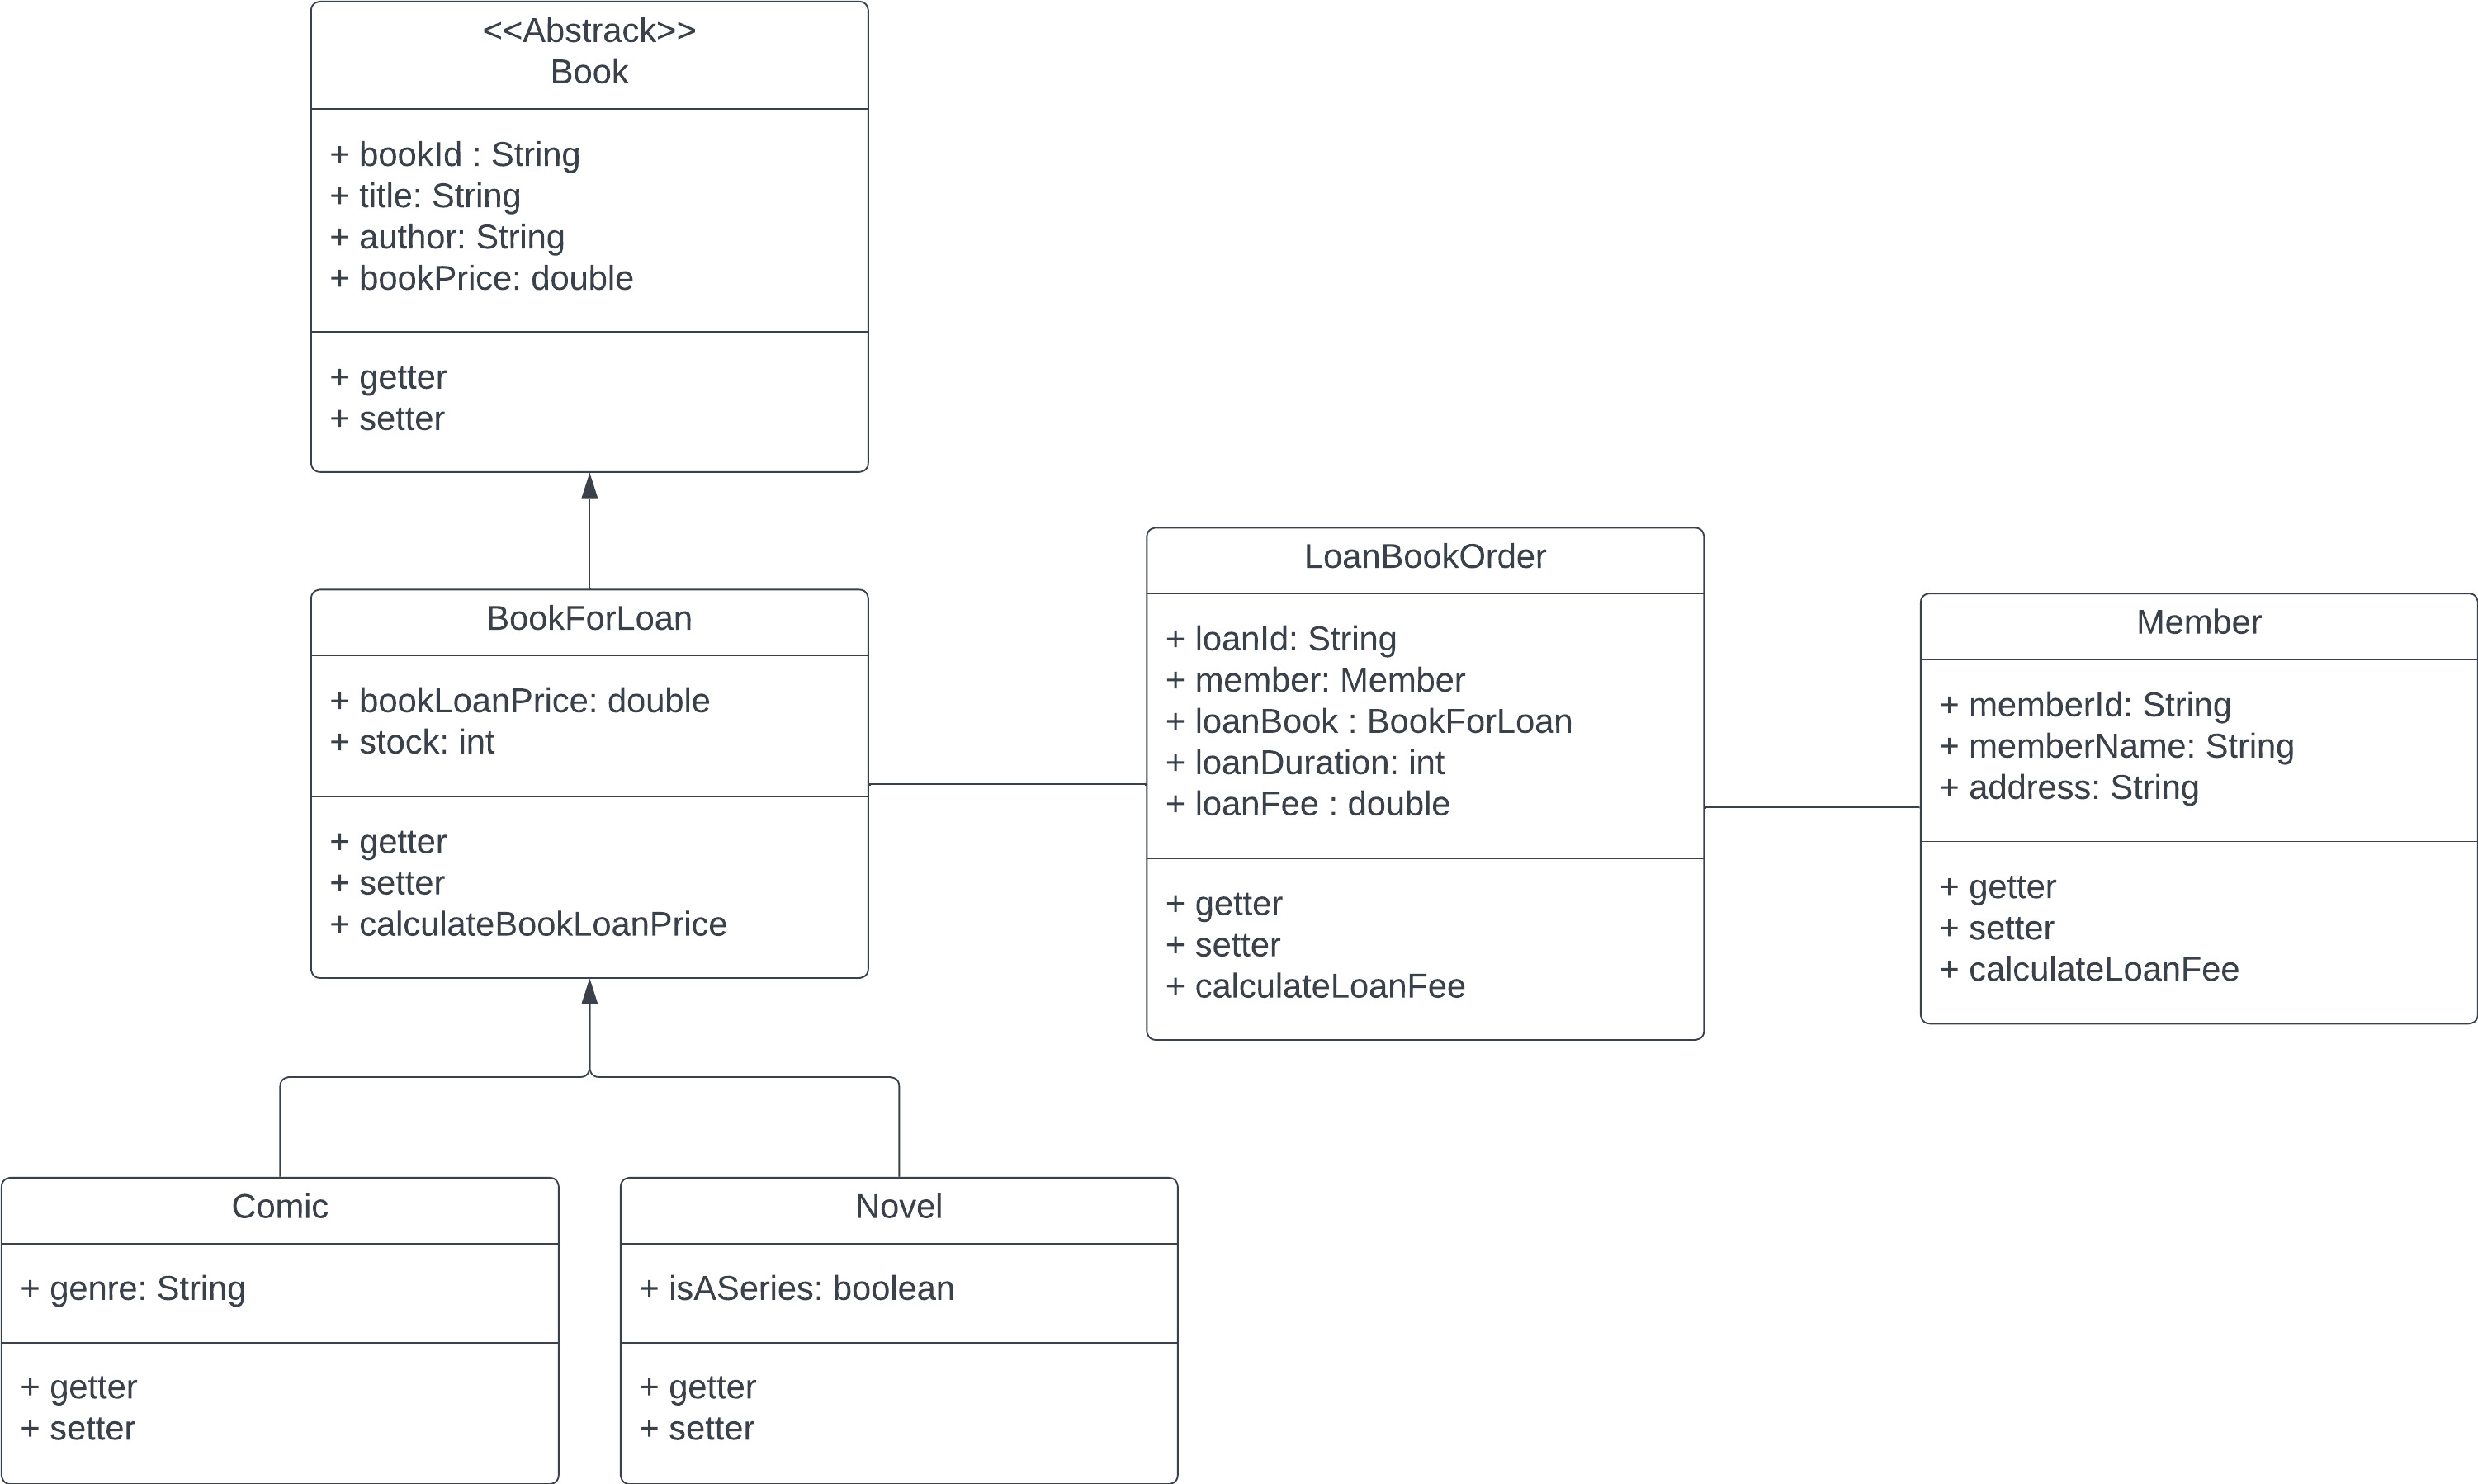 <<Abstrack>>
Book
+ bookId : String
+ title: String
+ author: String
+ bookPrice: double
+ getter
+ setter
BookForLoan
+ bookLoanPrice: double
+ stock: int
+ getter
+ setter
+ calculateBookLoanPrice
LoanBookOrder
+ loanId: String
+ member: Member
+ loanBook : BookForLoan
+ loanDuration: int
+ loanFee : double
+ getter
+ setter
+ calculateLoanFee
Member
+ memberId: String
+ memberName: String
+ address: String
+ getter
+ setter
+ calculateLoanFee
Comic
+ genre: String
+ getter
+ setter
Novel
+ isASeries: boolean
+ getter
+ setter